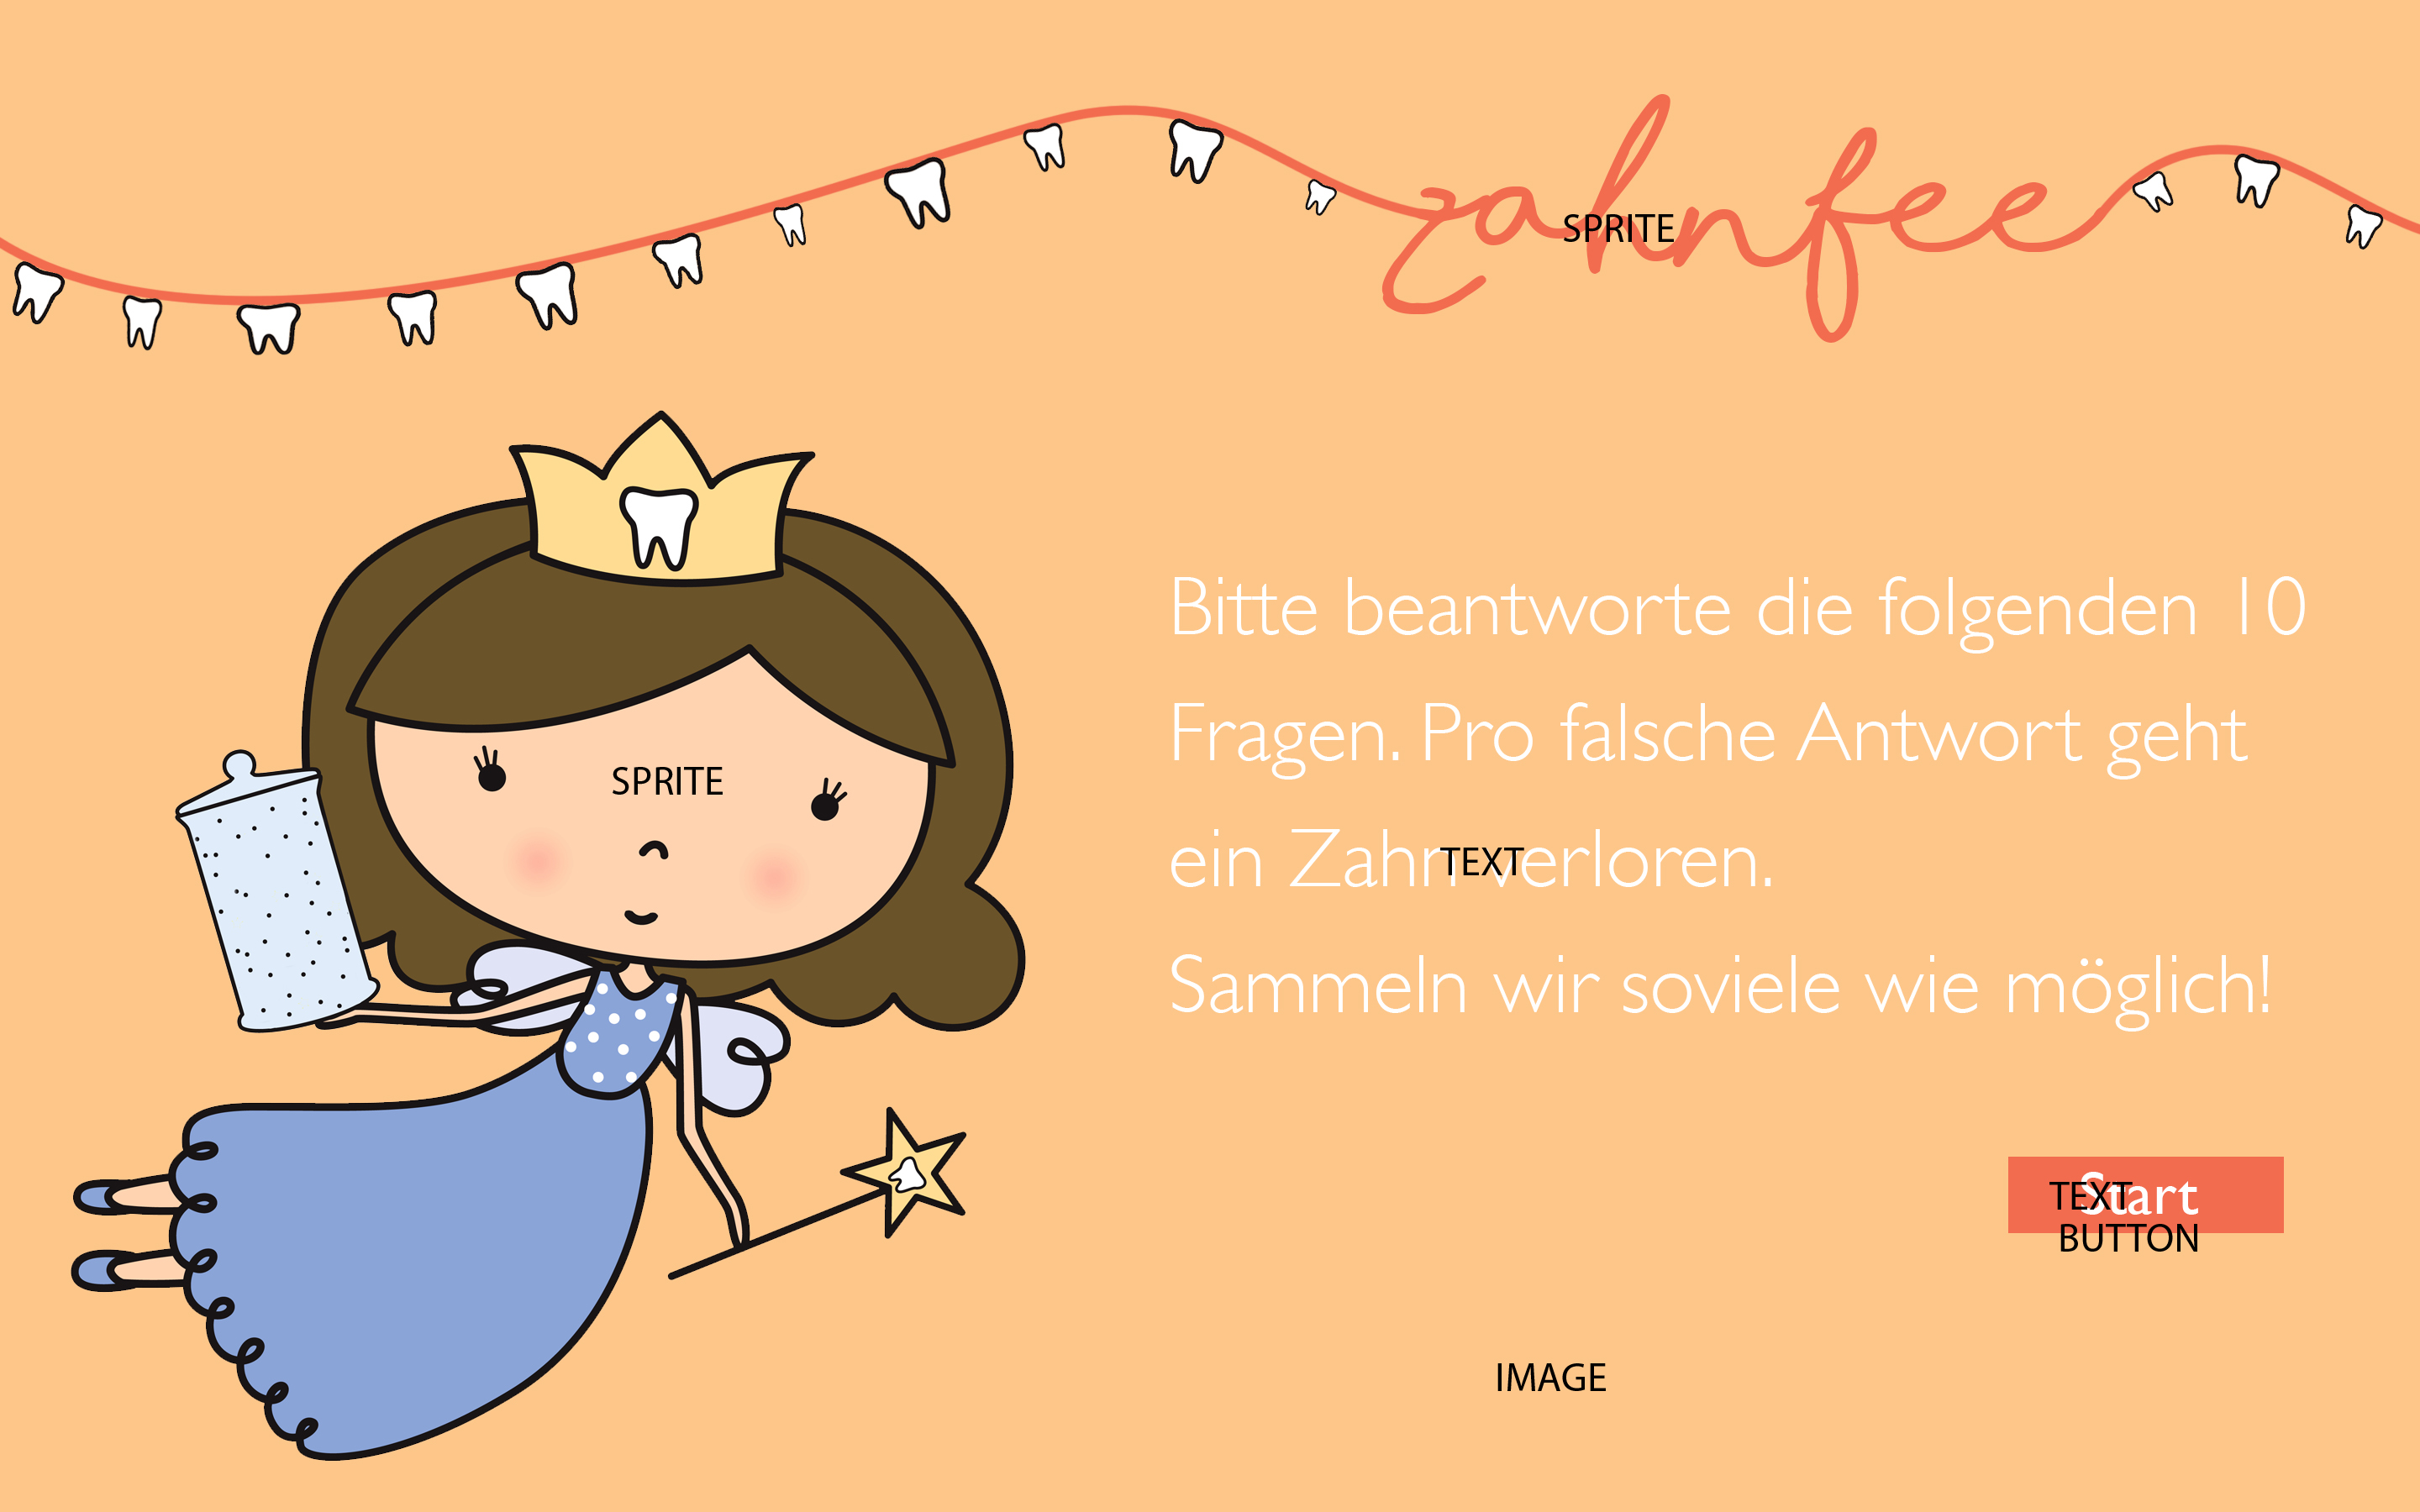 zahnfee
SPRITE
SPRITE
Bitte beantworte die folgenden 10
Fragen. Pro falsche Antwort geht
ein Zahn verloren.
TEXT
Sammeln wir soviele wie möglich!
Start
TEXT
BUTTON
IMAGE